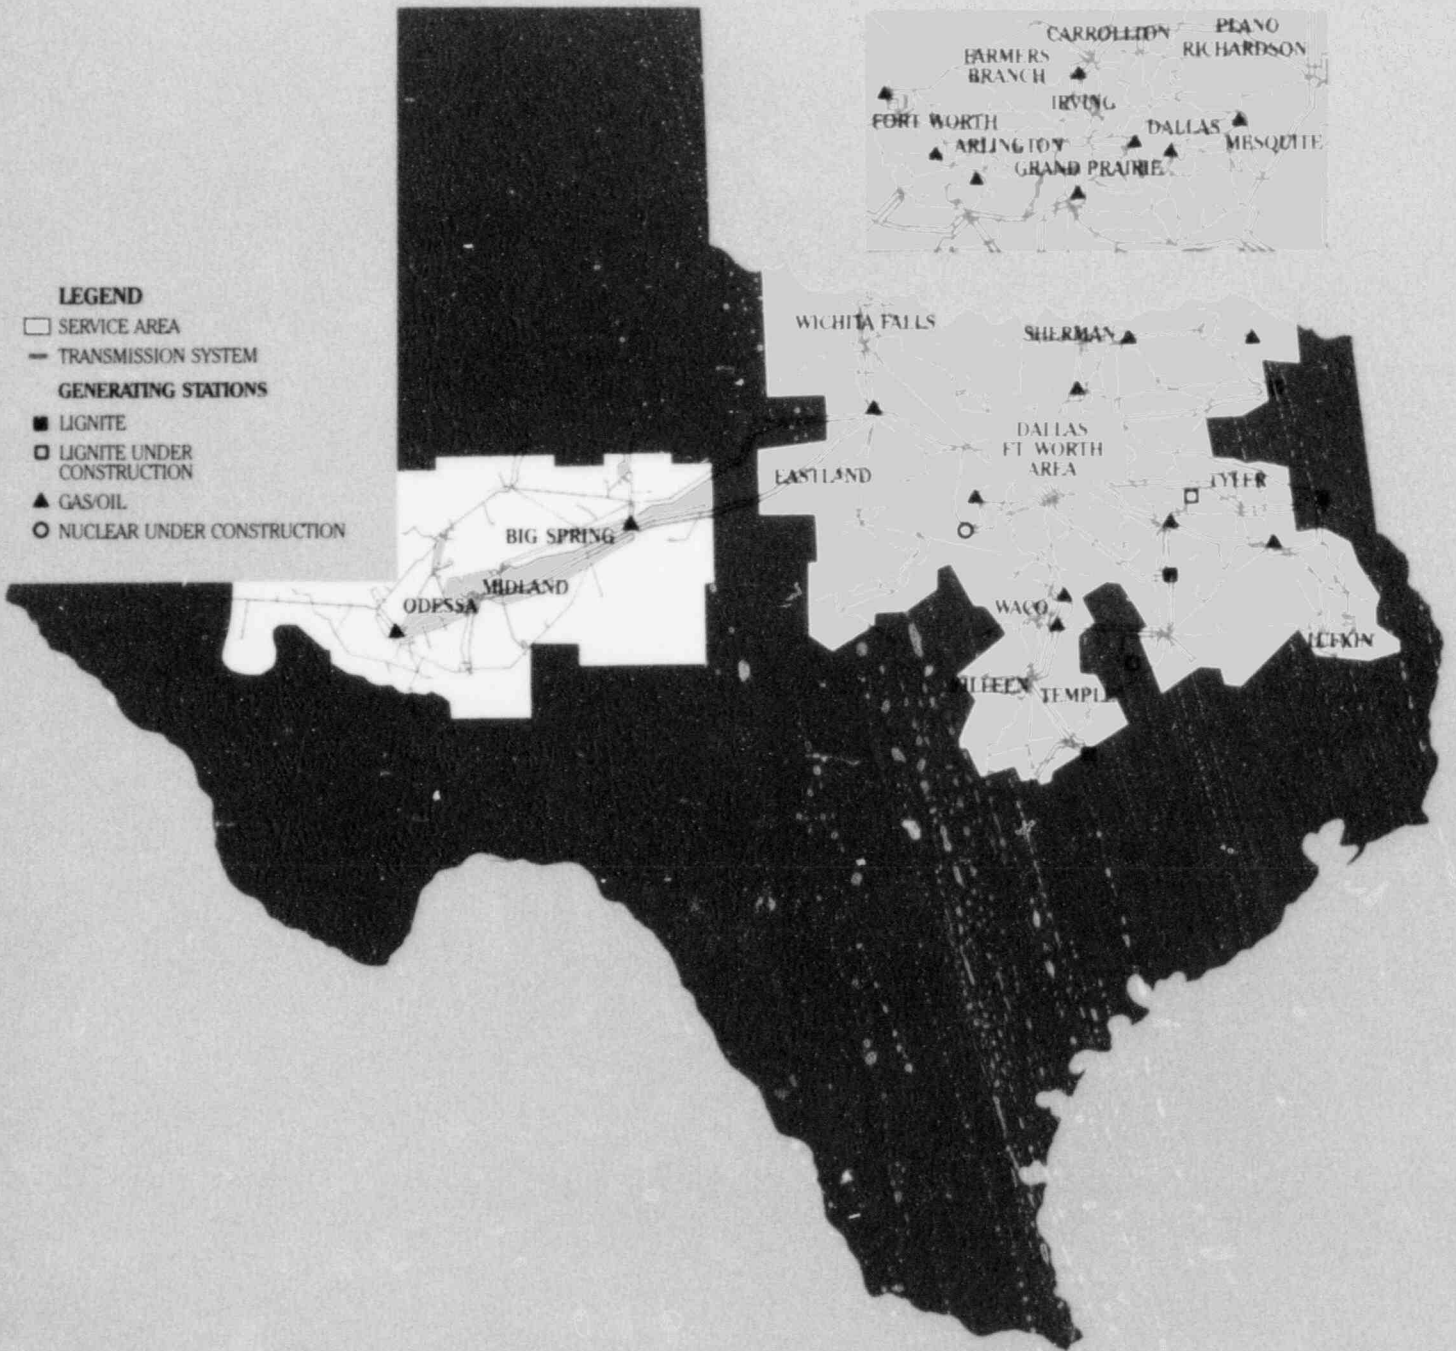 CARROLLTON
PLANO
RICHARDSON
FARMERS
BRANCH
IRVING
FORT WORTH
DALLAS
MESQUITE
ARLINGTON
GRAND PRAIRIE
LEGEND
SERVICE AREA
TRANSMISSION SYSTEM
GENERATING STATIONS
LIGNITE
LIGNITE UNDER
CONSTRUCTION
GAS/OIL
NUCLEAR UNDER CONSTRUCTION
WICHITA FALLS
SHERMAN
DALLAS
FT. WORTH
AREA
EASTLAND
TYLER
BIG SPRING
MIDLAND
ODESSA
WACO
LUFKIN
KILLEEN
TEMPLE